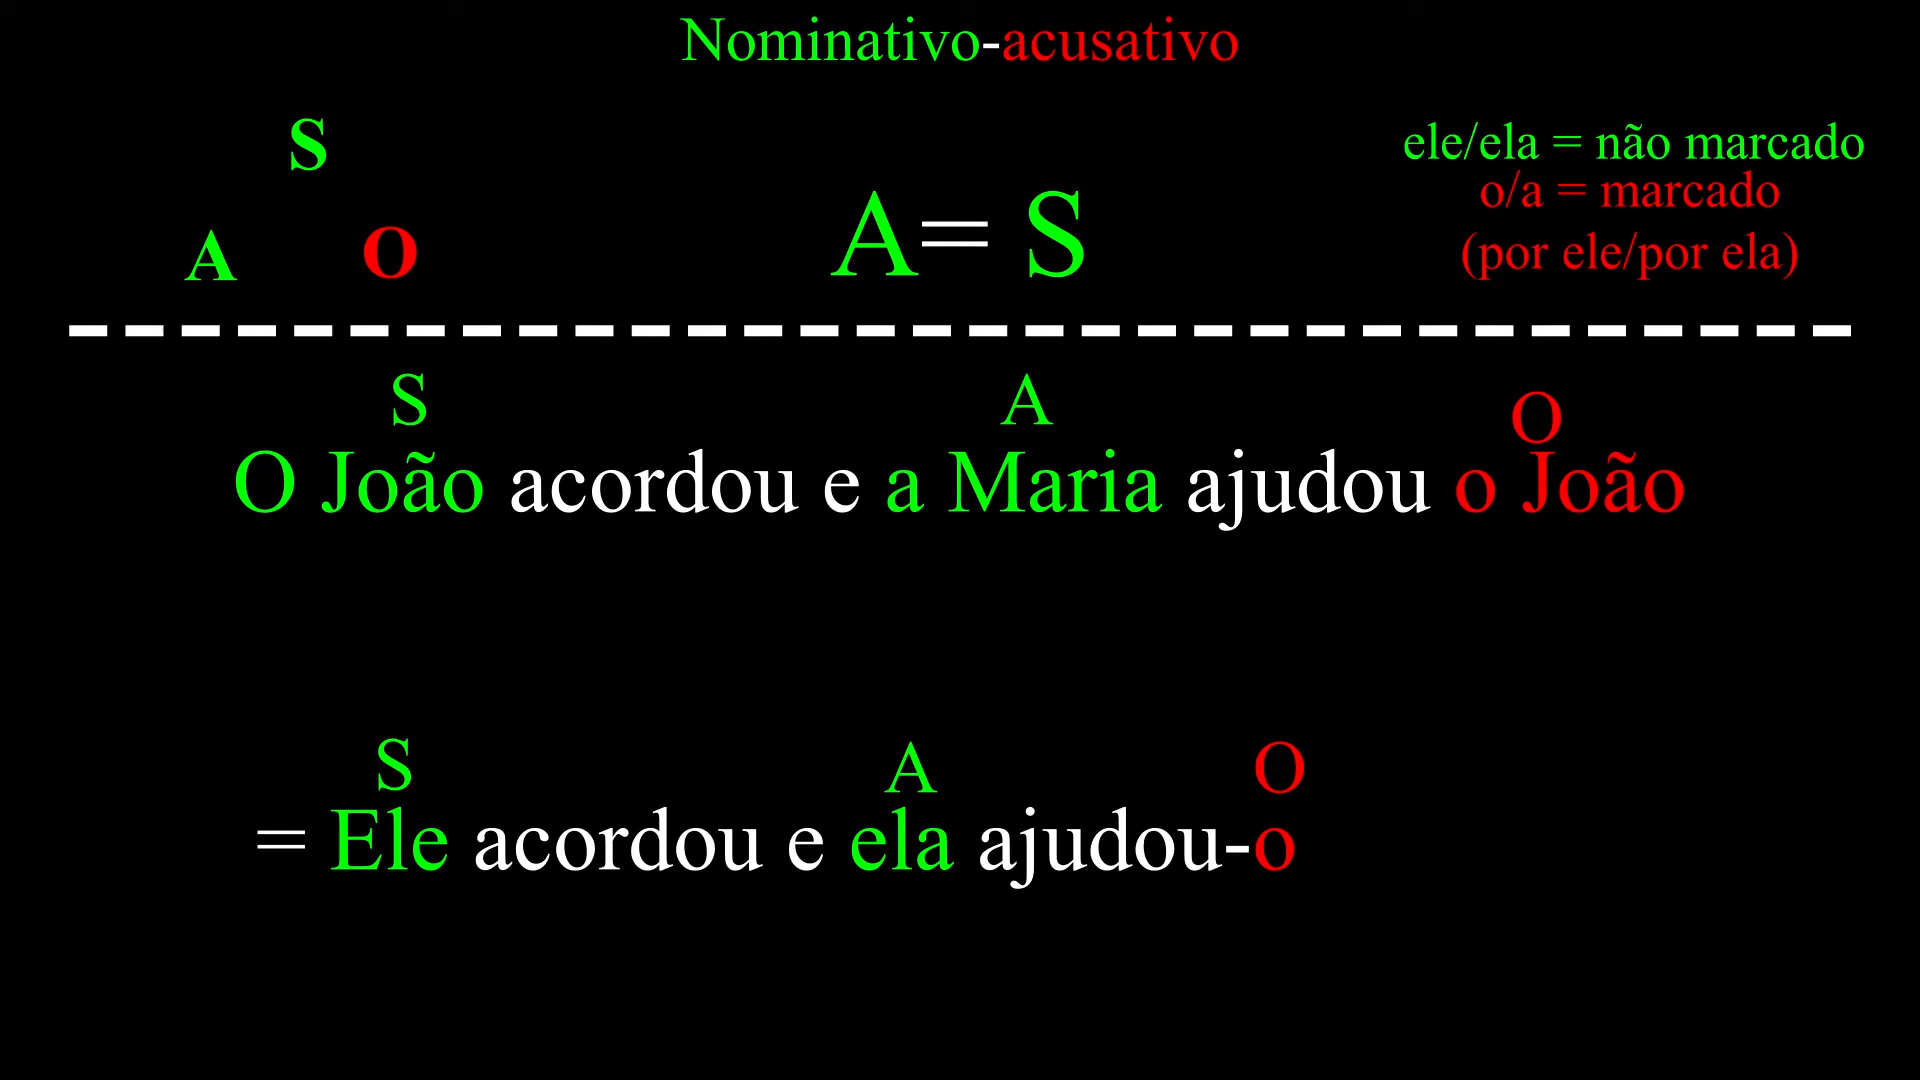 Nominativo-acusativo
S
A O
A= S
ele/ela = não marcado
o/a = marcado
(por ele/por ela)
S A O
O João acordou e a Maria ajudou o João
S A O
= Ele acordou e ela ajudou-o